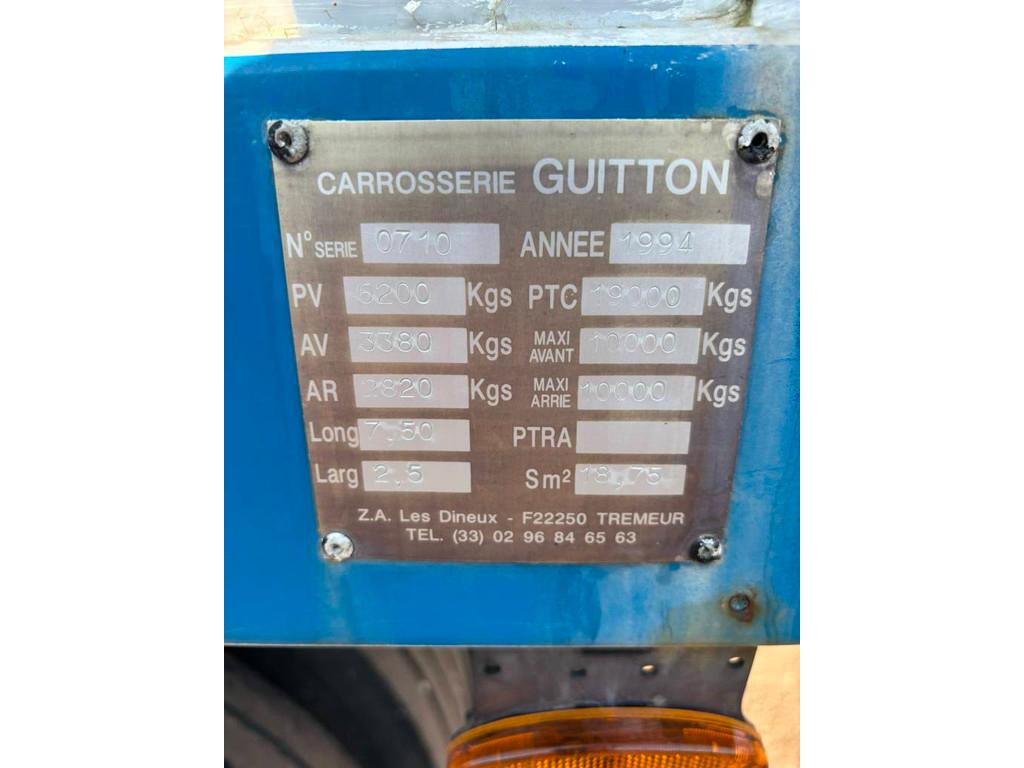 CARROSSERIE GUITTON
N° SERIE 0710 ANNEE 1994
PV 6200 Kgs PTC 19000 Kgs
AV 3380 Kgs MAXI AVANT 10000 Kgs
AR 2820 Kgs MAXI ARRIE 10000 Kgs
Long 7,50 PTRA
Larg 2,5 Sm² 18,75
Z.A. Les Dineux - F22250 TREMEUR
TEL. (33) 02 96 84 65 63